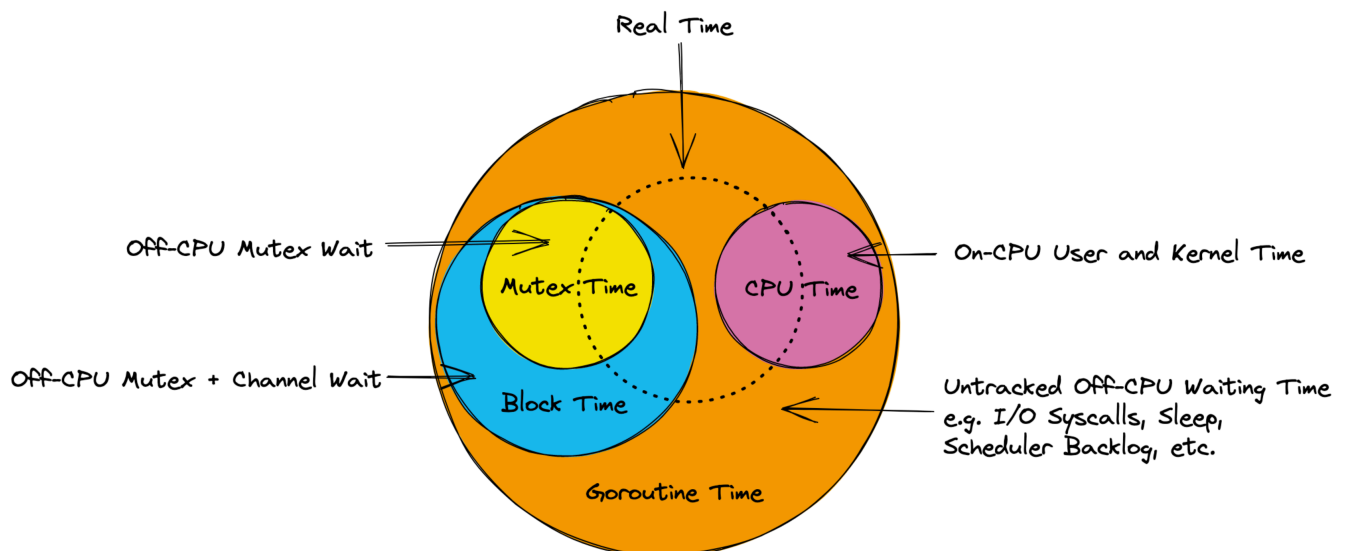 Real Time
Off-CPU Mutex Wait
On-CPU User and Kernel Time
Mutex Time
CPU Time
Off-CPU Mutex + Channel Wait
Block Time
Untracked Off-CPU Waiting Time
e.g. I/O Syscalls, Sleep,
Scheduler Backlog, etc.
Goroutine Time